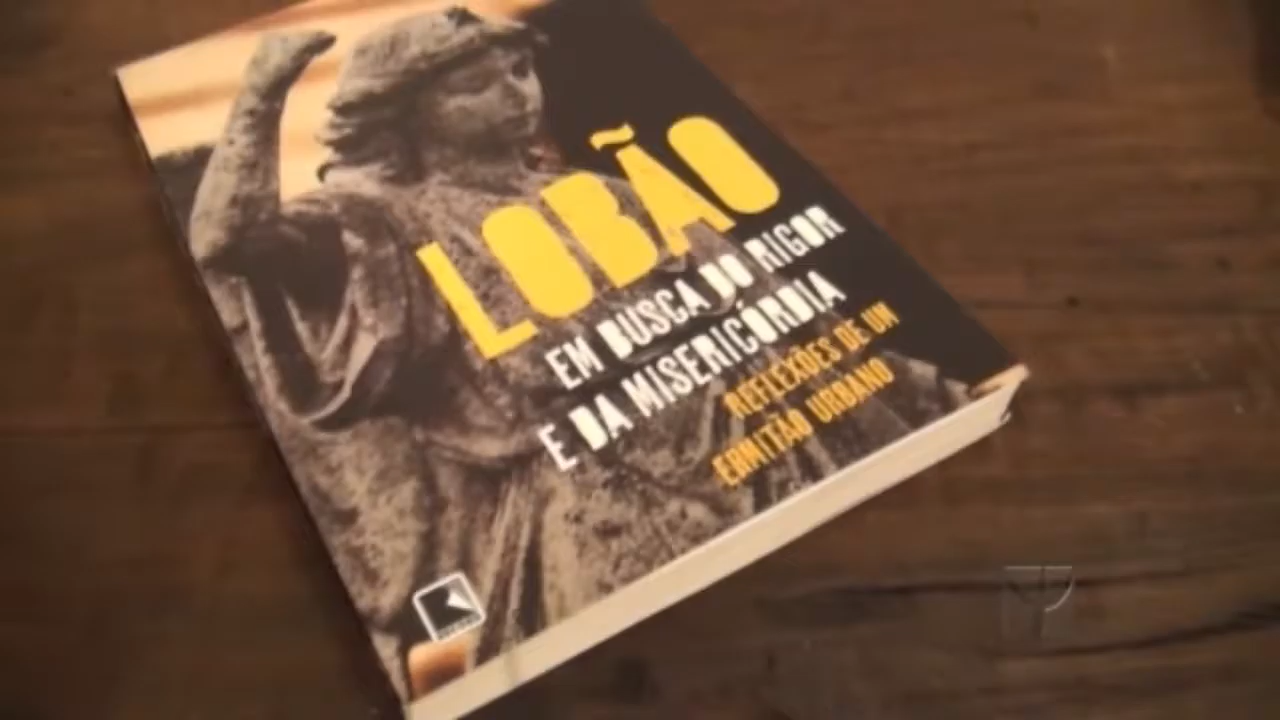 LOBÃO
EM BUSCA DO RIGOR
E DA MISERICÓRDIA
REFLEXÕES DE UM
ERMITÃO URBANO